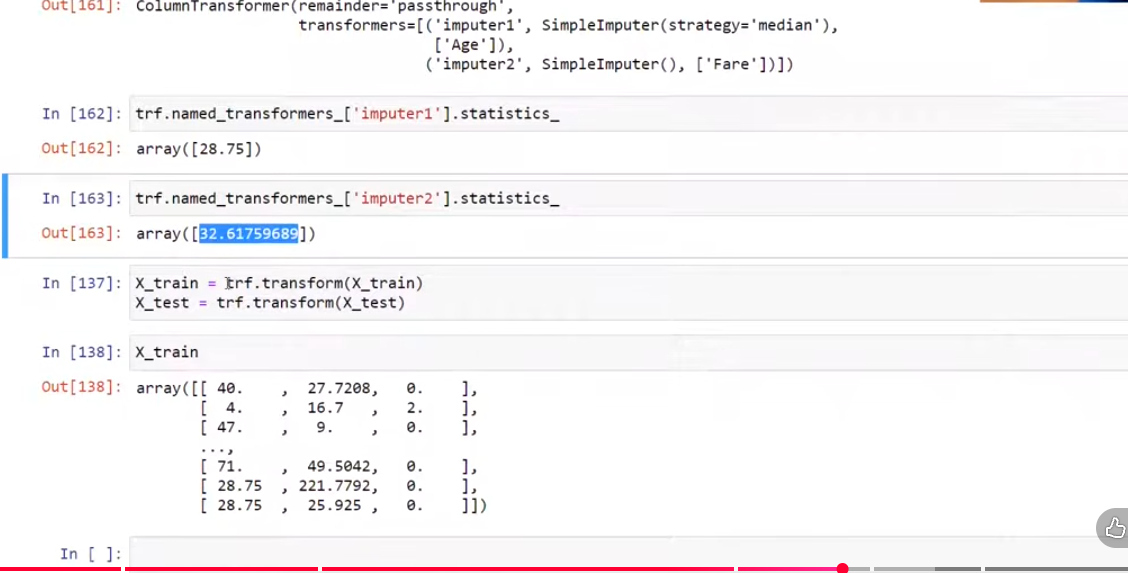 Out[161]: ColumnTransformer(remainder='passthrough',
transformers=[('imputer1', SimpleImputer(strategy='median'),
['Age']),
('imputer2', SimpleImputer(), ['Fare'])])
In [162]: trf.named_transformers_['imputer1'].statistics_
Out[162]: array([28.75])
In [163]: trf.named_transformers_['imputer2'].statistics_
Out[163]: array([32.61759689])
In [137]: X_train = trf.transform(X_train)
X_test = trf.transform(X_test)
In [138]: X_train
Out[138]: array([[ 40.    ,  27.7208,   0.    ],
[  4.    ,  16.7   ,   2.    ],
[ 47.    ,   9.    ,   0.    ],
...,
[ 71.    ,  49.5042,   0.    ],
[ 28.75  , 221.7792,   0.    ],
[ 28.75  ,  25.925 ,   0.    ]])
In [ ]: